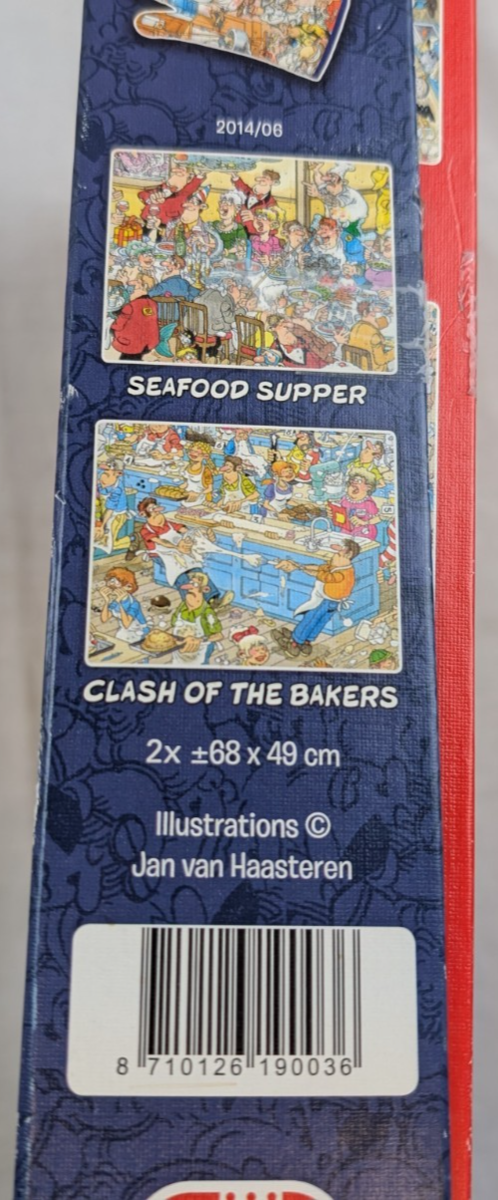 2014/06
SEAFOOD SUPPER
CLASH OF THE BAKERS
2x ±68 x 49 cm
Illustrations ©
Jan van Haasteren
8 710126 190036